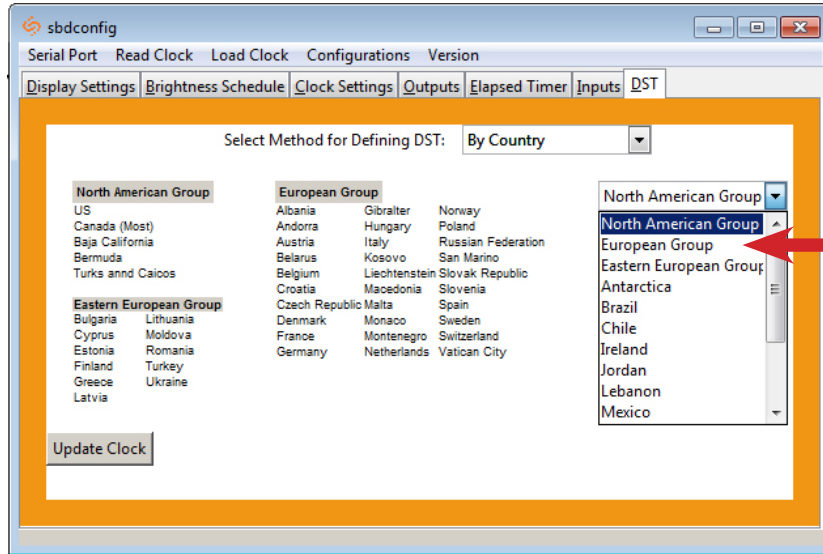 sbdconfig
Serial Port Read Clock Load Clock Configurations Version
Display Settings Brightness Schedule Clock Settings Outputs Elapsed Timer Inputs DST
Select Method for Defining DST: By Country
North American Group
US
Canada (Most)
Baja California
Bermuda
Turks annd Caicos
Eastern European Group
Bulgaria Lithuania
Cyprus Moldova
Estonia Romania
Finland Turkey
Greece Ukraine
Latvia
European Group
Albania Gibralter Norway
Andorra Hungary Poland
Austria Italy Russian Federation
Belarus Kosovo San Marino
Belgium Liechtenstein Slovak Republic
Croatia Macedonia Slovenia
Czech Republic Malta Spain
Denmark Monaco Sweden
France Montenegro Switzerland
Germany Netherlands Vatican City
North American Group
North American Group
European Group
Eastern European Group
Antarctica
Brazil
Chile
Ireland
Jordan
Lebanon
Mexico
Update Clock